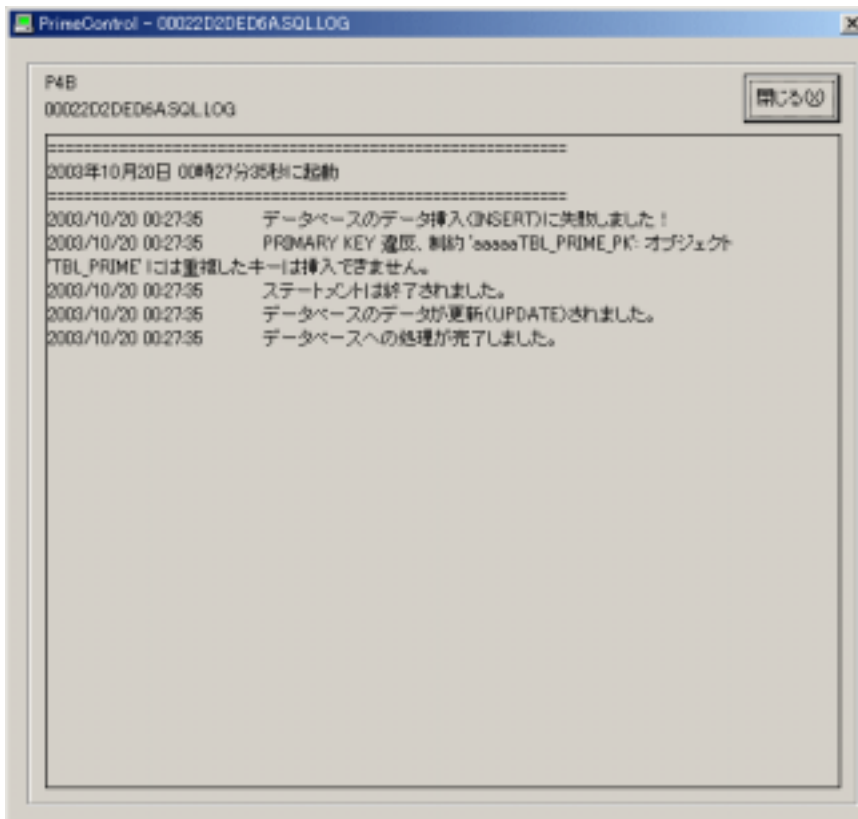 PrimeControl - 00022D2DED6A.SQL.LOG
P4B
00022D2DED6A.SQL.LOG
閉じる(X)
============================================================
2003年10月20日 00時27分35秒に起動
============================================================
2003/10/20 00:27:35 データベースのデータ挿入(INSERT)に失敗しました！
2003/10/20 00:27:35 PRIMARY KEY 違反、制約 'aaaaaTBL_PRIME_PK': オブジェクト
'TBL_PRIME' には重複したキーは挿入できません。
2003/10/20 00:27:35 ステートメントは終了されました。
2003/10/20 00:27:35 データベースのデータが更新(UPDATE)されました。
2003/10/20 00:27:35 データベースへの処理が完了しました。